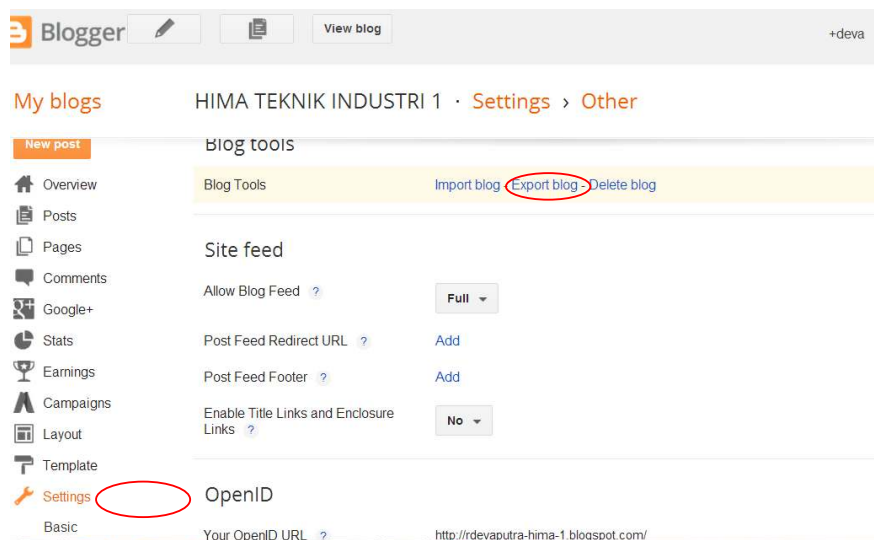 Blogger
View blog
+deva
My blogs
HIMA TEKNIK INDUSTRI 1 · Settings › Other
New post
Blog tools
Overview
Blog Tools
Import blog - Export blog - Delete blog
Posts
Pages
Site feed
Comments
Allow Blog Feed ?
Full
Google+
Stats
Post Feed Redirect URL ?
Add
Earnings
Post Feed Footer ?
Add
Campaigns
Enable Title Links and Enclosure
Links ?
No
Layout
Template
Settings
OpenID
Basic
Your OpenID URL ?
http://rdevaputra-hima-1.blogspot.com/